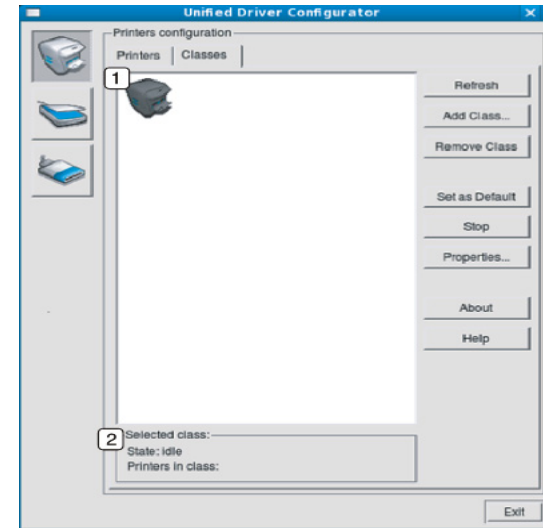 Unified Driver Configurator
Printers configuration
Printers
Classes
1
Refresh
Add Class...
Remove Class
Set as Default
Stop
Properties...
About
Help
2
Selected class:
State: idle
Printers in class:
Exit